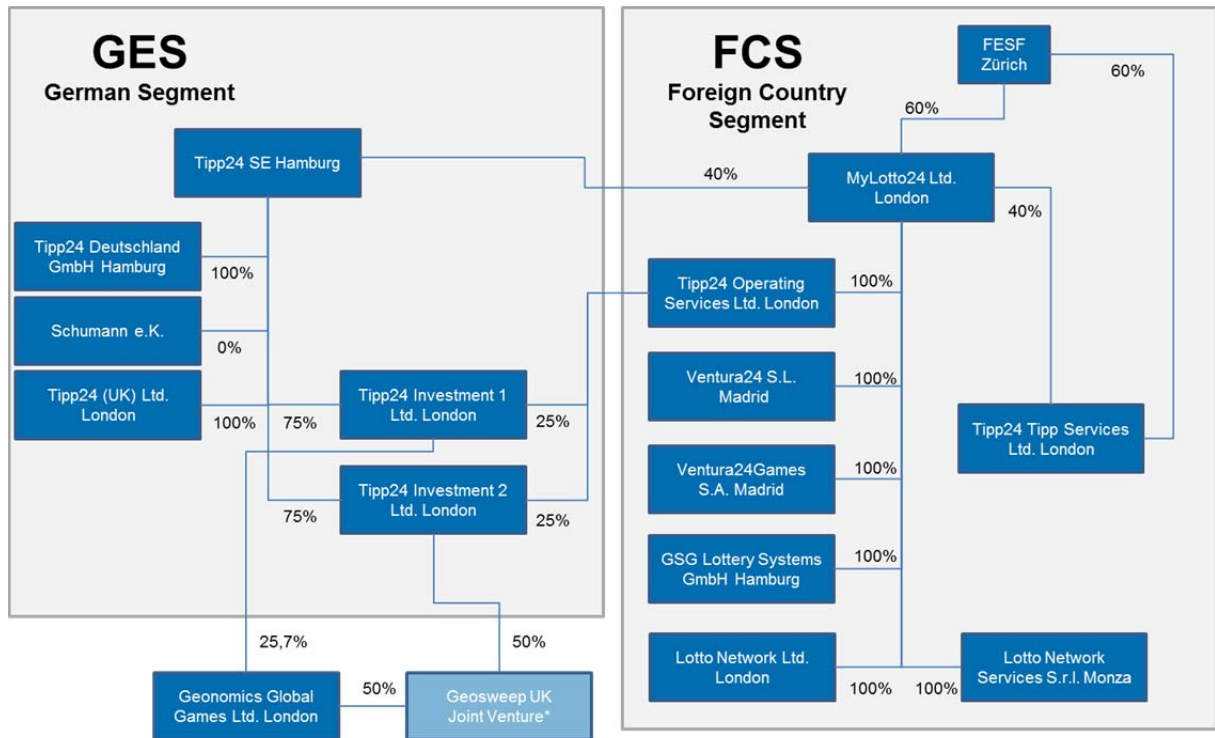 GES
German Segment
FCS
Foreign Country
Segment
FESF
Zürich
60%
60%
Tipp24 SE Hamburg
40%
MyLotto24 Ltd.
London
40%
Tipp24 Deutschland
GmbH Hamburg
100%
Schumann e.K.
0%
Tipp24 (UK) Ltd.
London
100%
75%
Tipp24 Investment 1
Ltd. London
25%
75%
Tipp24 Investment 2
Ltd. London
25%
Tipp24 Operating
Services Ltd. London
100%
Ventura24 S.L.
Madrid
100%
Tipp24 Tipp Services
Ltd. London
Ventura24Games
S.A. Madrid
100%
GSG Lottery Systems
GmbH Hamburg
100%
Lotto Network Ltd.
London
100%
100%
Lotto Network
Services S.r.l. Monza
25,7%
50%
Geonomics Global
Games Ltd. London
50%
Geosweep UK
Joint Venture*